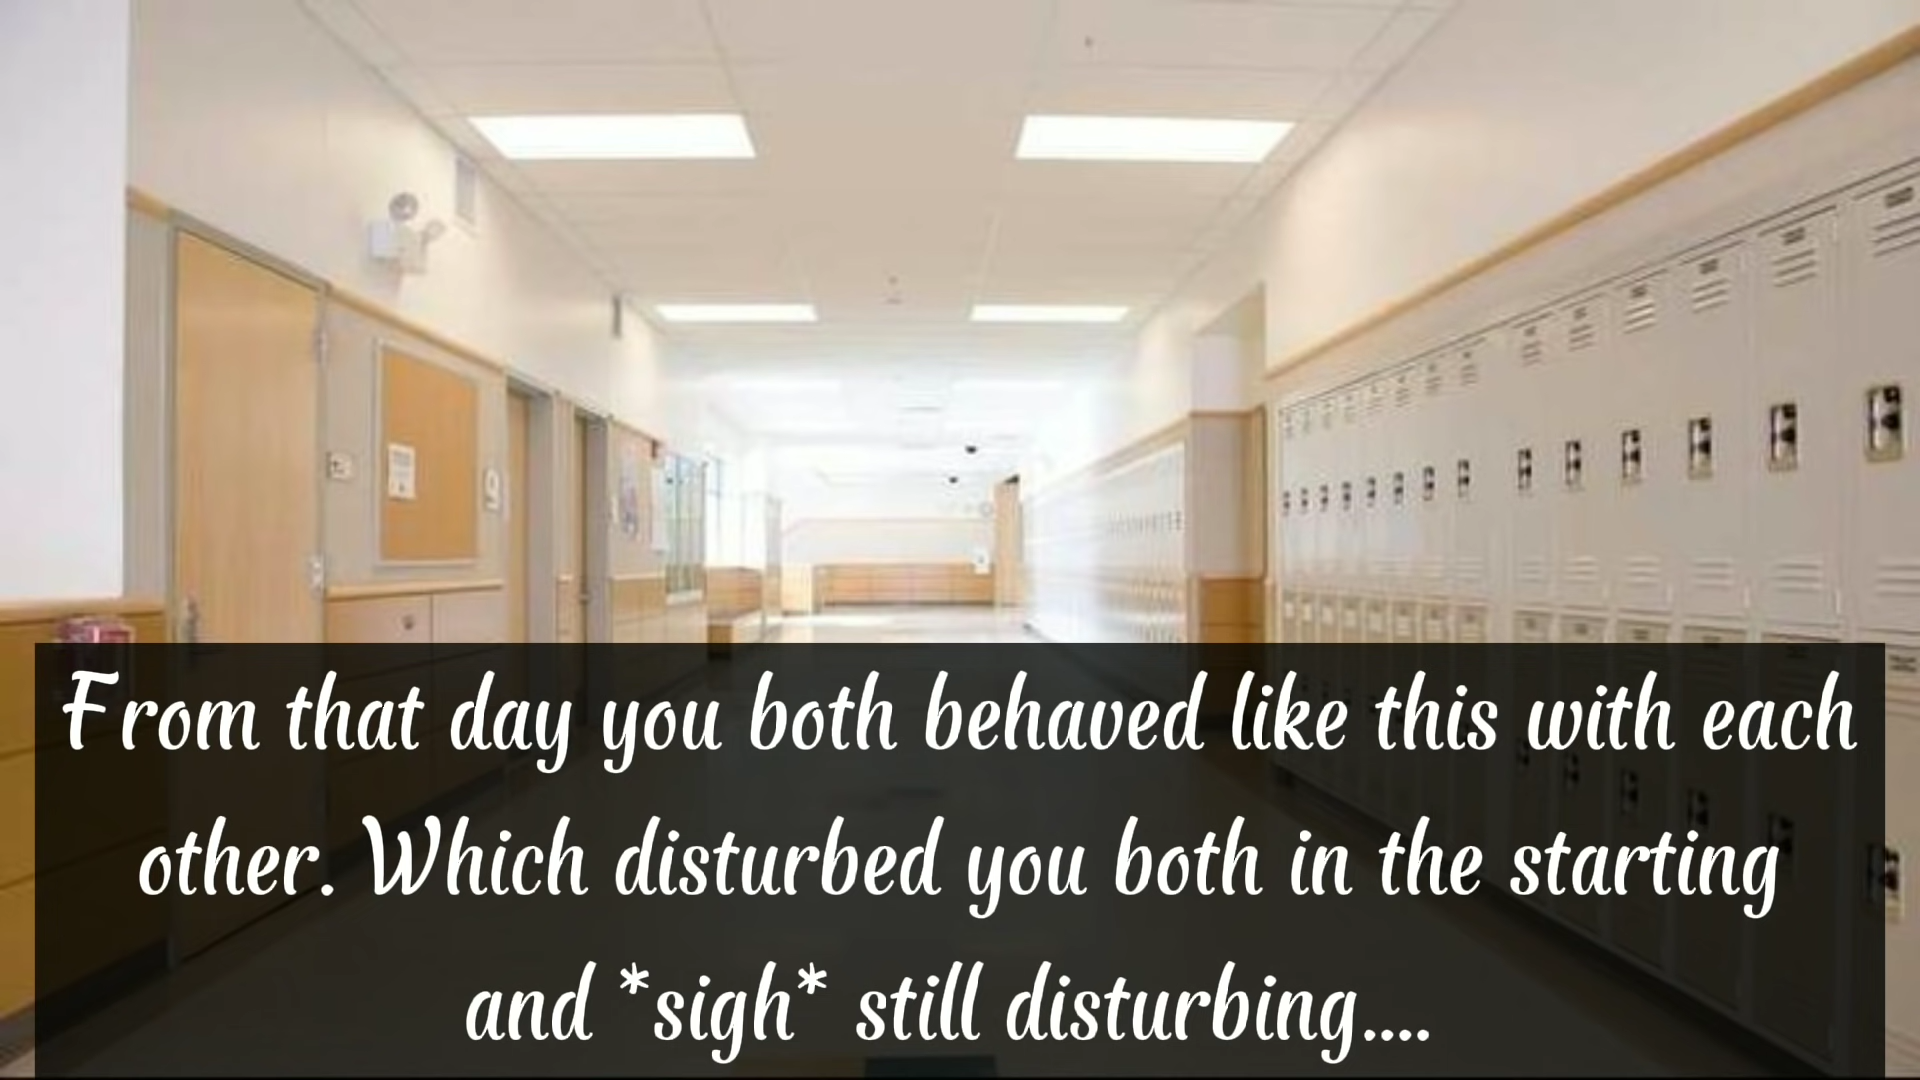 From that day you both behaved like this with each
other. Which disturbed you both in the starting
and *sigh* still disturbing....